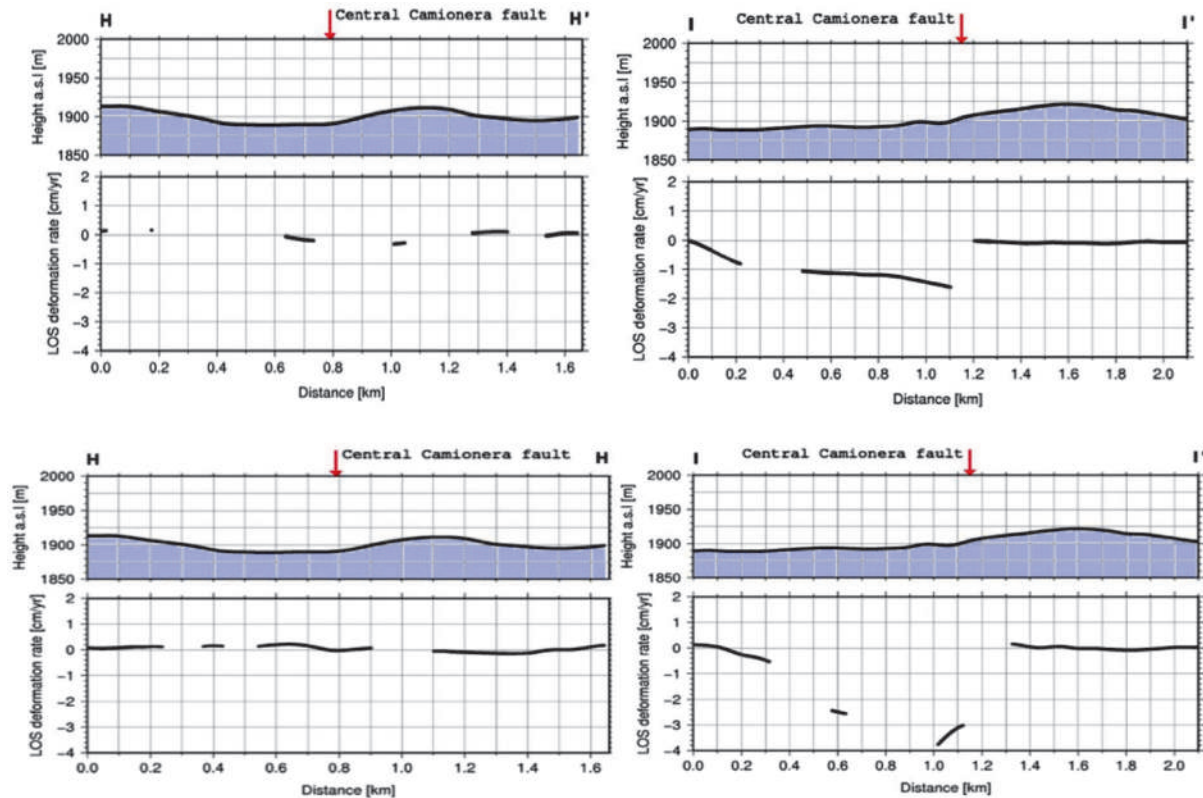 H Central Camionera fault H'
2000
1950
1900
1850
Height a.s.l [m]
2
1
0
−1
−2
−3
−4
LOS deformation rate [cm/yr]
0.0 0.2 0.4 0.6 0.8 1.0 1.2 1.4 1.6
Distance [km]
I Central Camionera fault I'
2000
1950
1900
1850
Height a.s.l [m]
2
1
0
−1
−2
−3
−4
LOS deformation rate [cm/yr]
0.0 0.2 0.4 0.6 0.8 1.0 1.2 1.4 1.6 1.8 2.0
Distance [km]
H Central Camionera fault H
2000
1950
1900
1850
Height a.s.l [m]
2
1
0
−1
−2
−3
−4
LOS deformation rate [cm/yr]
0.0 0.2 0.4 0.6 0.8 1.0 1.2 1.4 1.6
Distance [km]
I Central Camionera fault I'
2000
1950
1900
1850
Height a.s.l [m]
2
1
0
−1
−2
−3
−4
LOS deformation rate [cm/yr]
0.0 0.2 0.4 0.6 0.8 1.0 1.2 1.4 1.6 1.8 2.0
Distance [km]